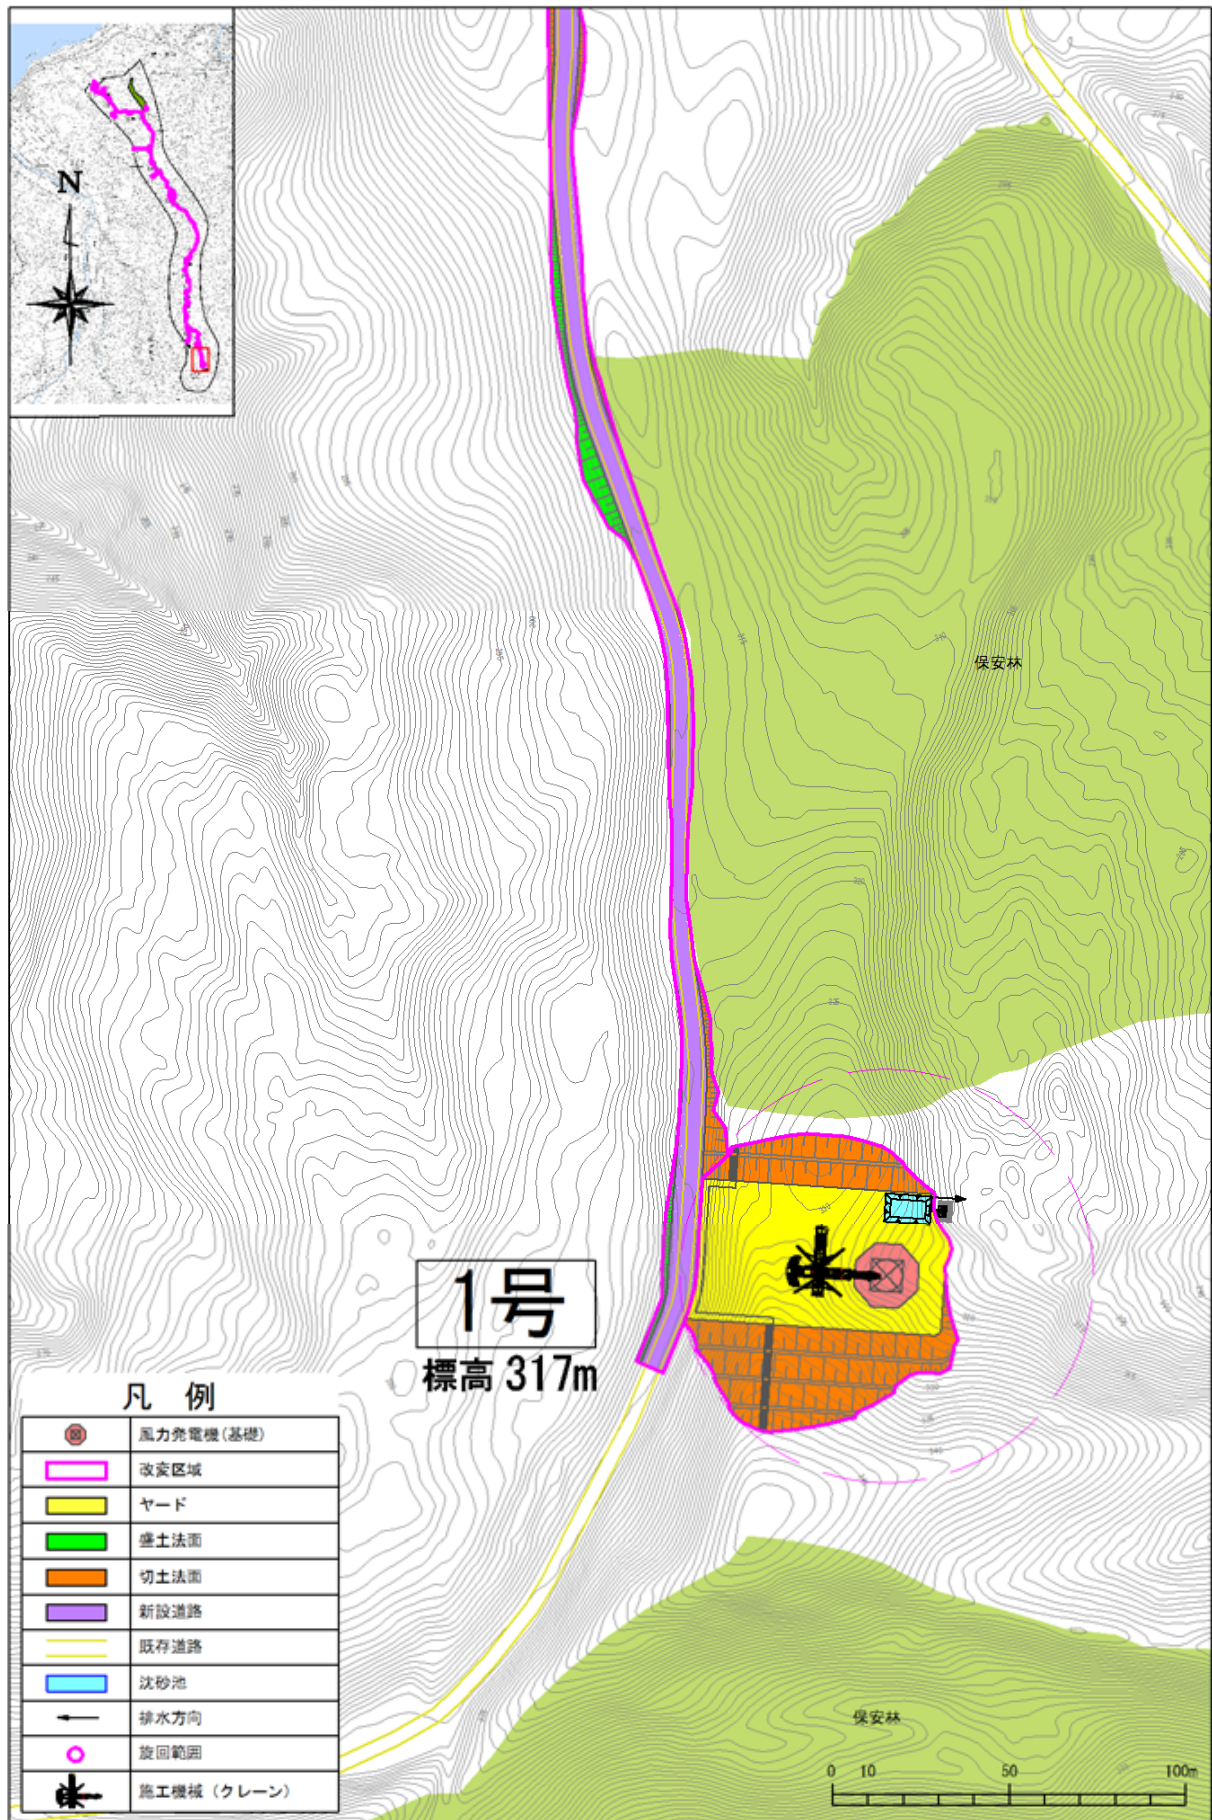 N
保安林
1号
標高 317m
凡 例
風力発電機(基礎)
改変区域
ヤード
盛土法面
切土法面
新設道路
既存道路
沈砂池
排水方向
旋回範囲
施工機械(クレーン)
保安林
0 10 50 100m